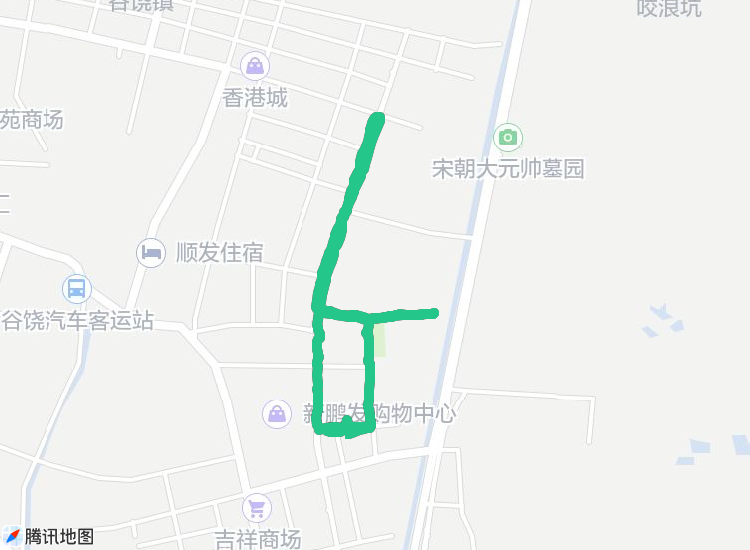 谷饶镇
咬浪坑
香港城
苑商场
宋朝大元帅墓园
顺发住宿
谷饶汽车客运站
新鹏发购物中心
吉祥商场
腾讯地图